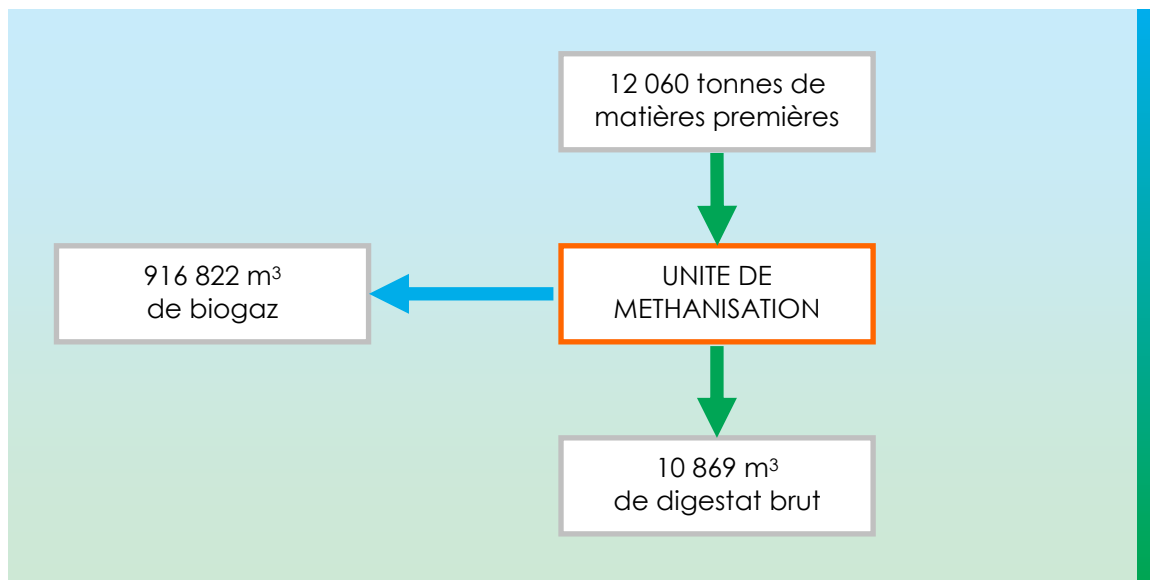 12 060 tonnes de
matières premières
916 822 m³
de biogaz
UNITE DE
METHANISATION
10 869 m³
de digestat brut